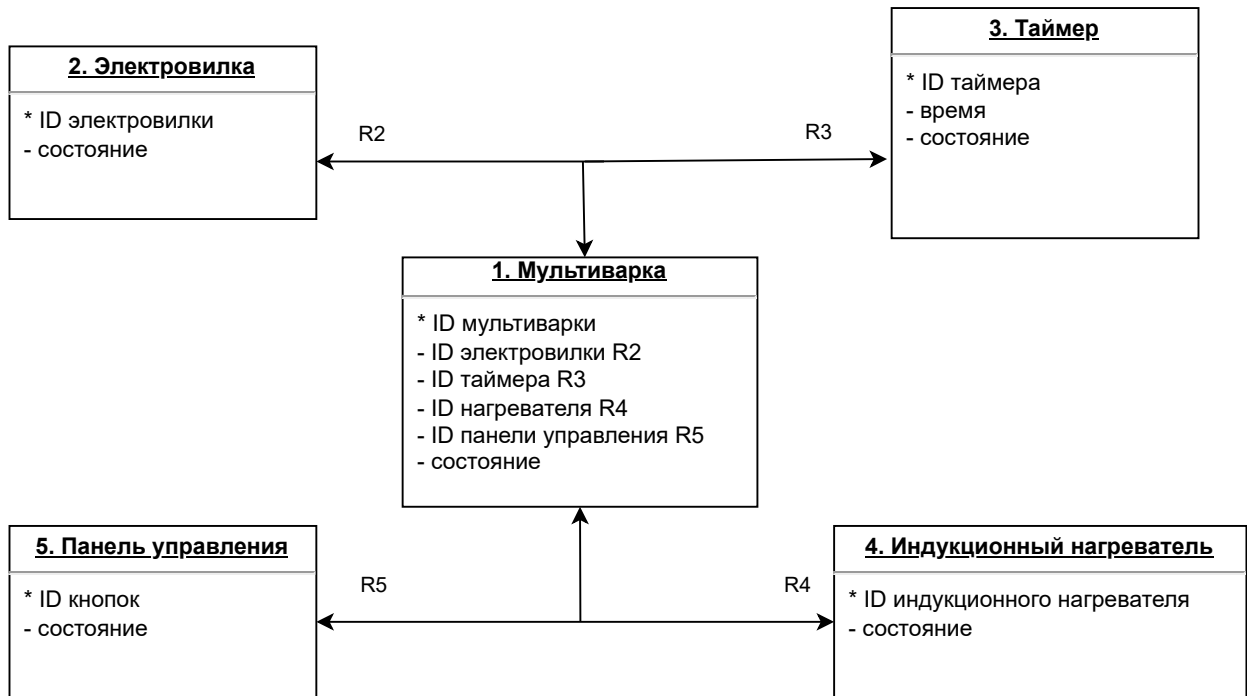 2. Электровилка
* ID электровилки
- состояние
3. Таймер
* ID таймера
- время
- состояние
R2
R3
1. Мультиварка
* ID мультиварки
- ID электровилки R2
- ID таймера R3
- ID нагревателя R4
- ID панели управления R5
- состояние
5. Панель управления
* ID кнопок
- состояние
R5
R4
4. Индукционный нагреватель
* ID индукционного нагревателя
- состояние